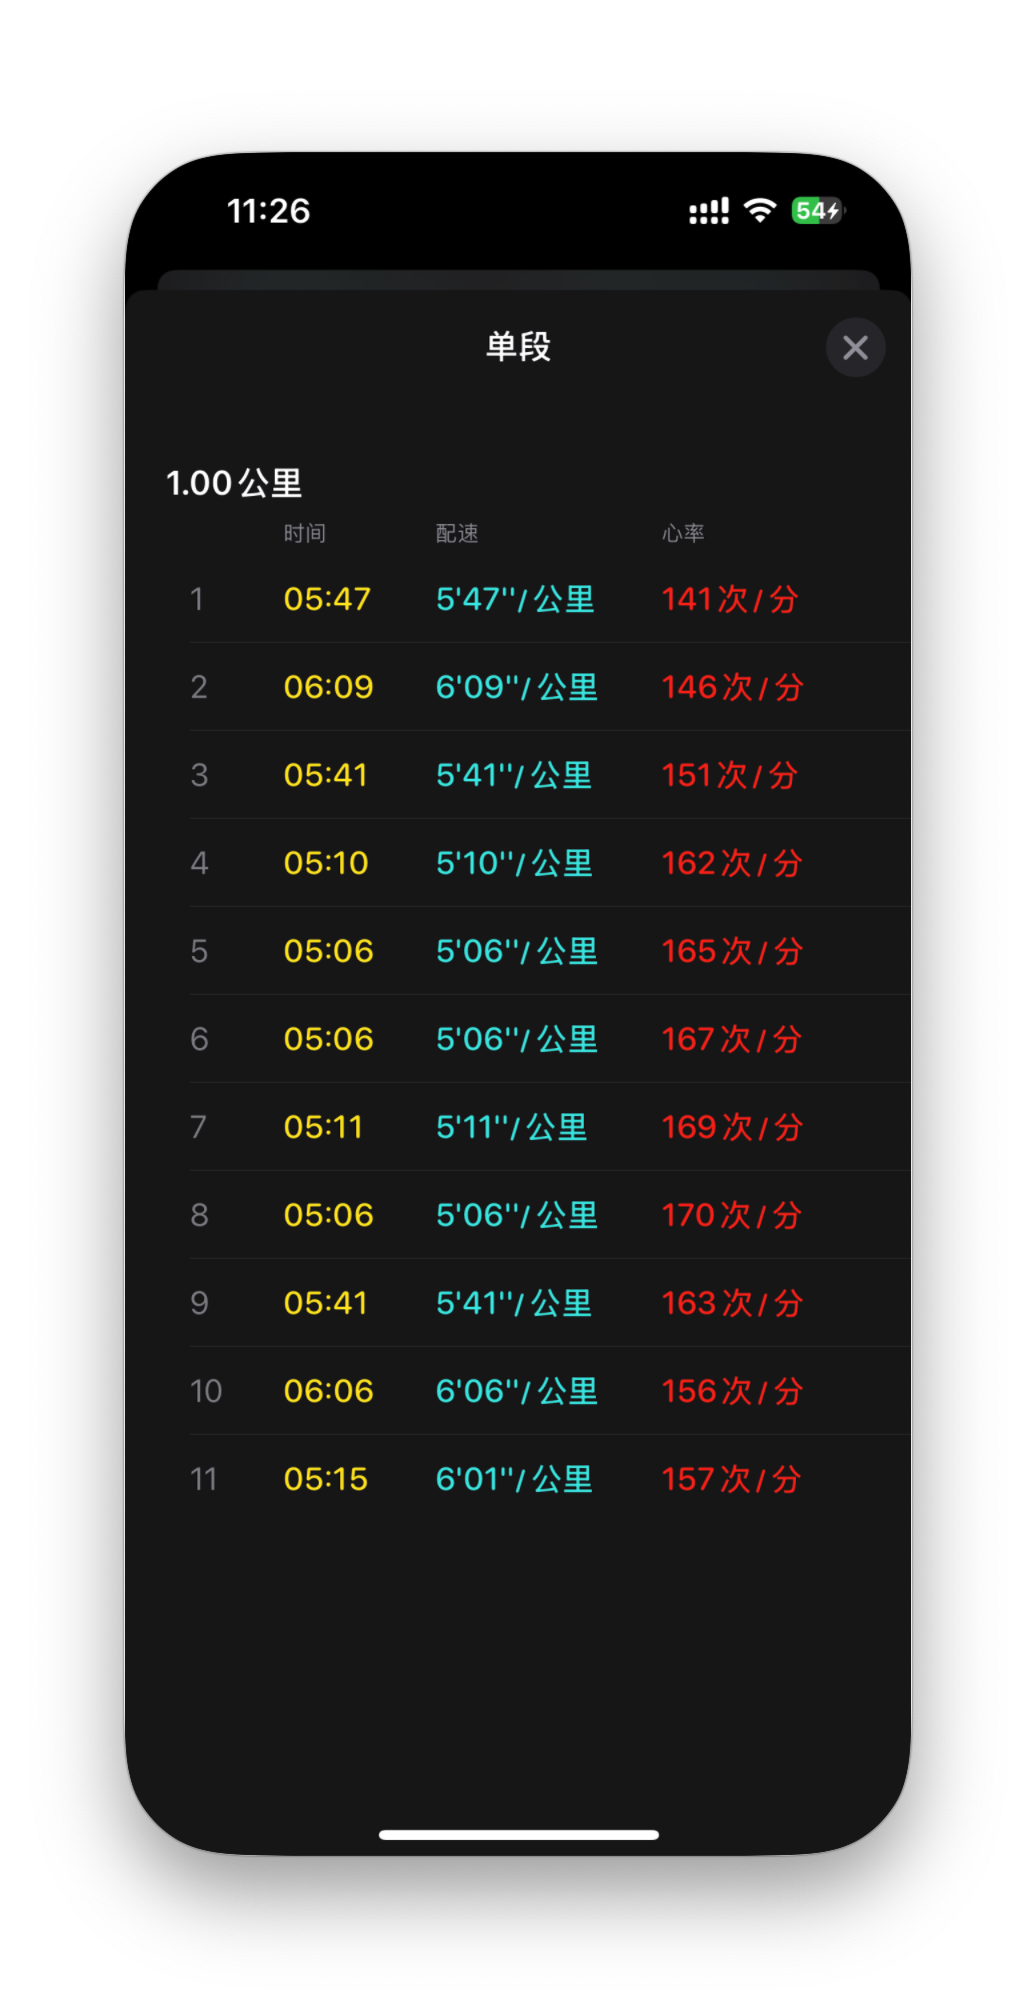 11:26 54
单段
1.00公里
时间 配速 心率
1 05:47 5'47''/公里 141次/分
2 06:09 6'09''/公里 146次/分
3 05:41 5'41''/公里 151次/分
4 05:10 5'10''/公里 162次/分
5 05:06 5'06''/公里 165次/分
6 05:06 5'06''/公里 167次/分
7 05:11 5'11''/公里 169次/分
8 05:06 5'06''/公里 170次/分
9 05:41 5'41''/公里 163次/分
10 06:06 6'06''/公里 156次/分
11 05:15 6'01''/公里 157次/分